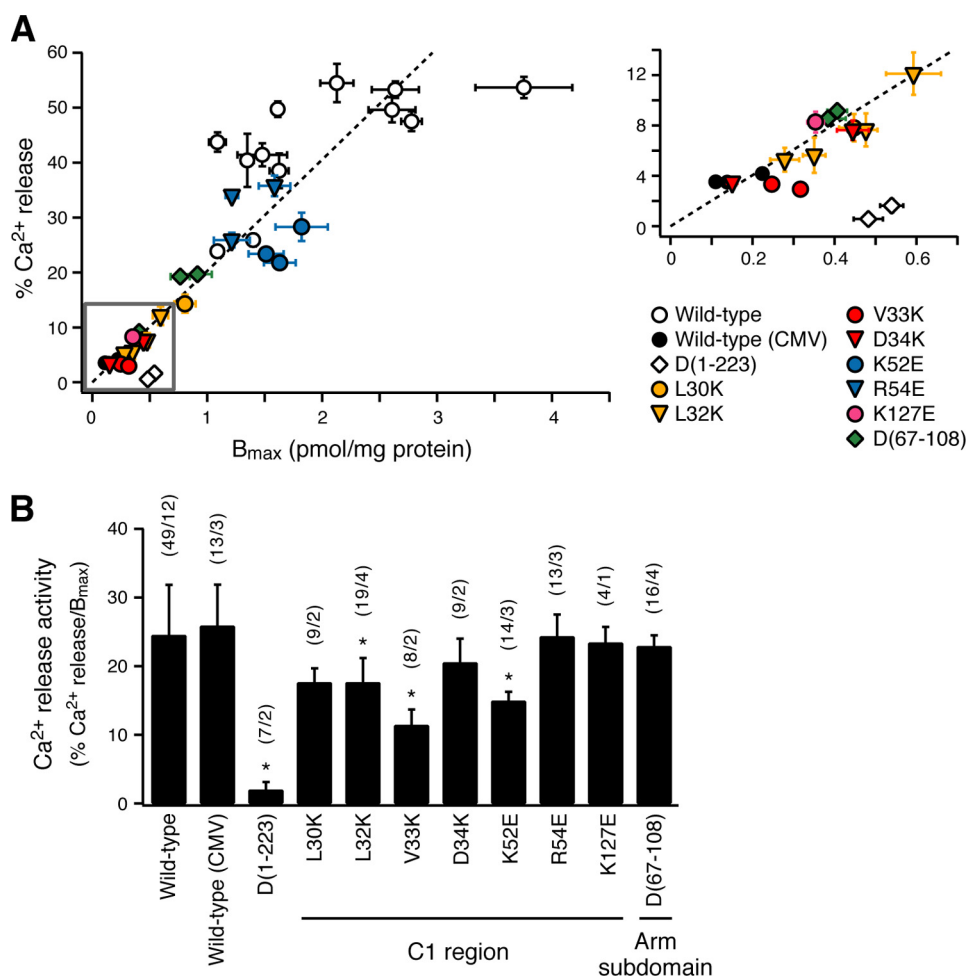 A
60
50
40
30
20
10
0
% Ca2+ release
0
1
2
3
4
Bmax (pmol/mg protein)
12
8
4
0
0
0.2
0.4
0.6
Wild-type
Wild-type (CMV)
D(1-223)
L30K
L32K
V33K
D34K
K52E
R54E
K127E
D(67-108)
B
40
30
20
10
0
Ca2+ release activity
(% Ca2+ release/Bmax)
(49/12)
(13/3)
* (7/2)
(9/2)
* (19/4)
* (8/2)
(9/2)
* (14/3)
(13/3)
(4/1)
(16/4)
Wild-type
Wild-type (CMV)
D(1-223)
L30K
L32K
V33K
D34K
K52E
R54E
K127E
D(67-108)
C1 region
Arm
subdomain